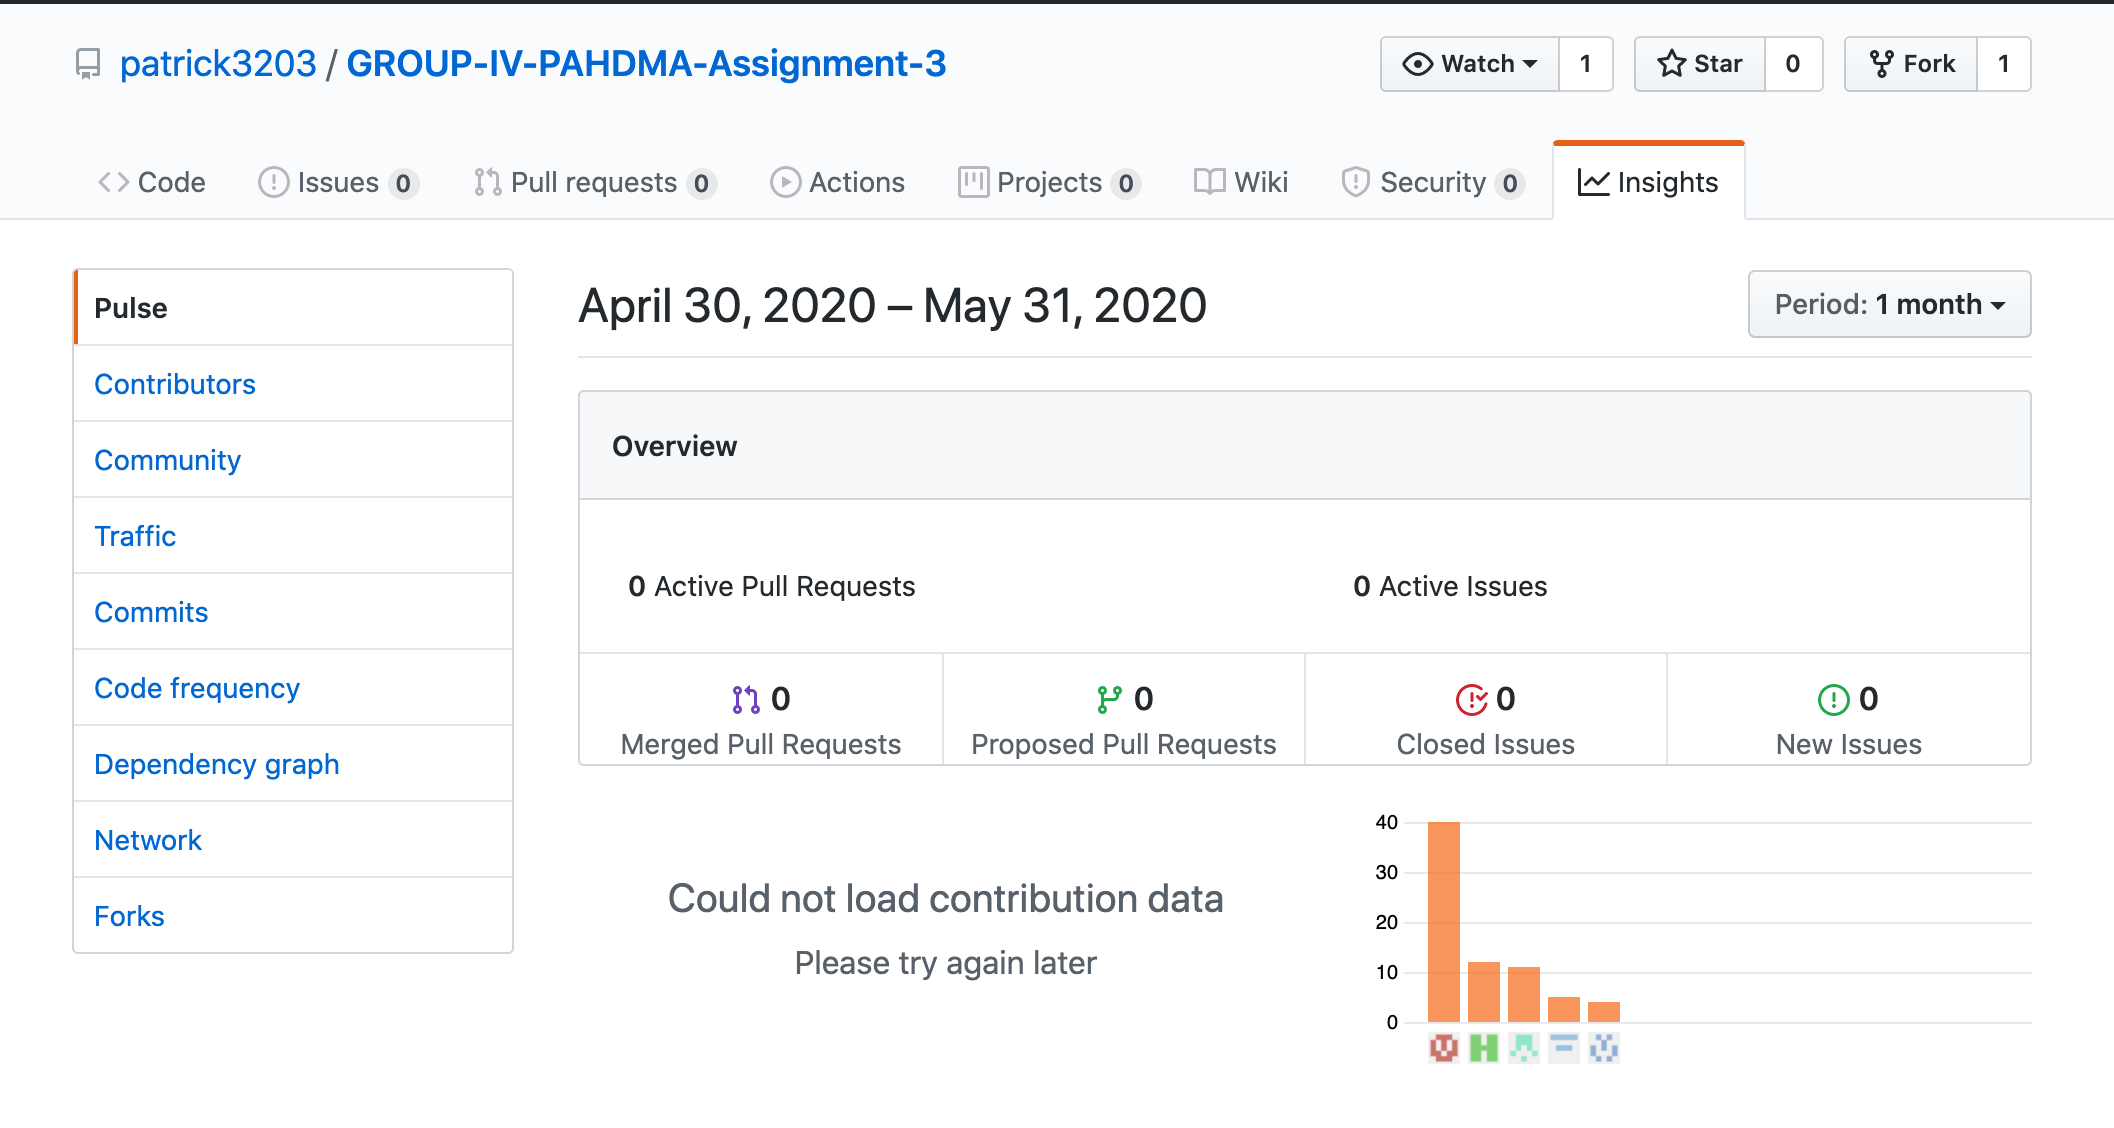 patrick3203 / GROUP-IV-PAHDMA-Assignment-3
Watch 1 Star 0 Fork 1
Code Issues 0 Pull requests 0 Actions Projects 0 Wiki Security 0 Insights
Pulse
Contributors
Community
Traffic
Commits
Code frequency
Dependency graph
Network
Forks
April 30, 2020 – May 31, 2020
Period: 1 month
Overview
0 Active Pull Requests
0 Active Issues
0
Merged Pull Requests
0
Proposed Pull Requests
0
Closed Issues
0
New Issues
Could not load contribution data
Please try again later
40
30
20
10
0